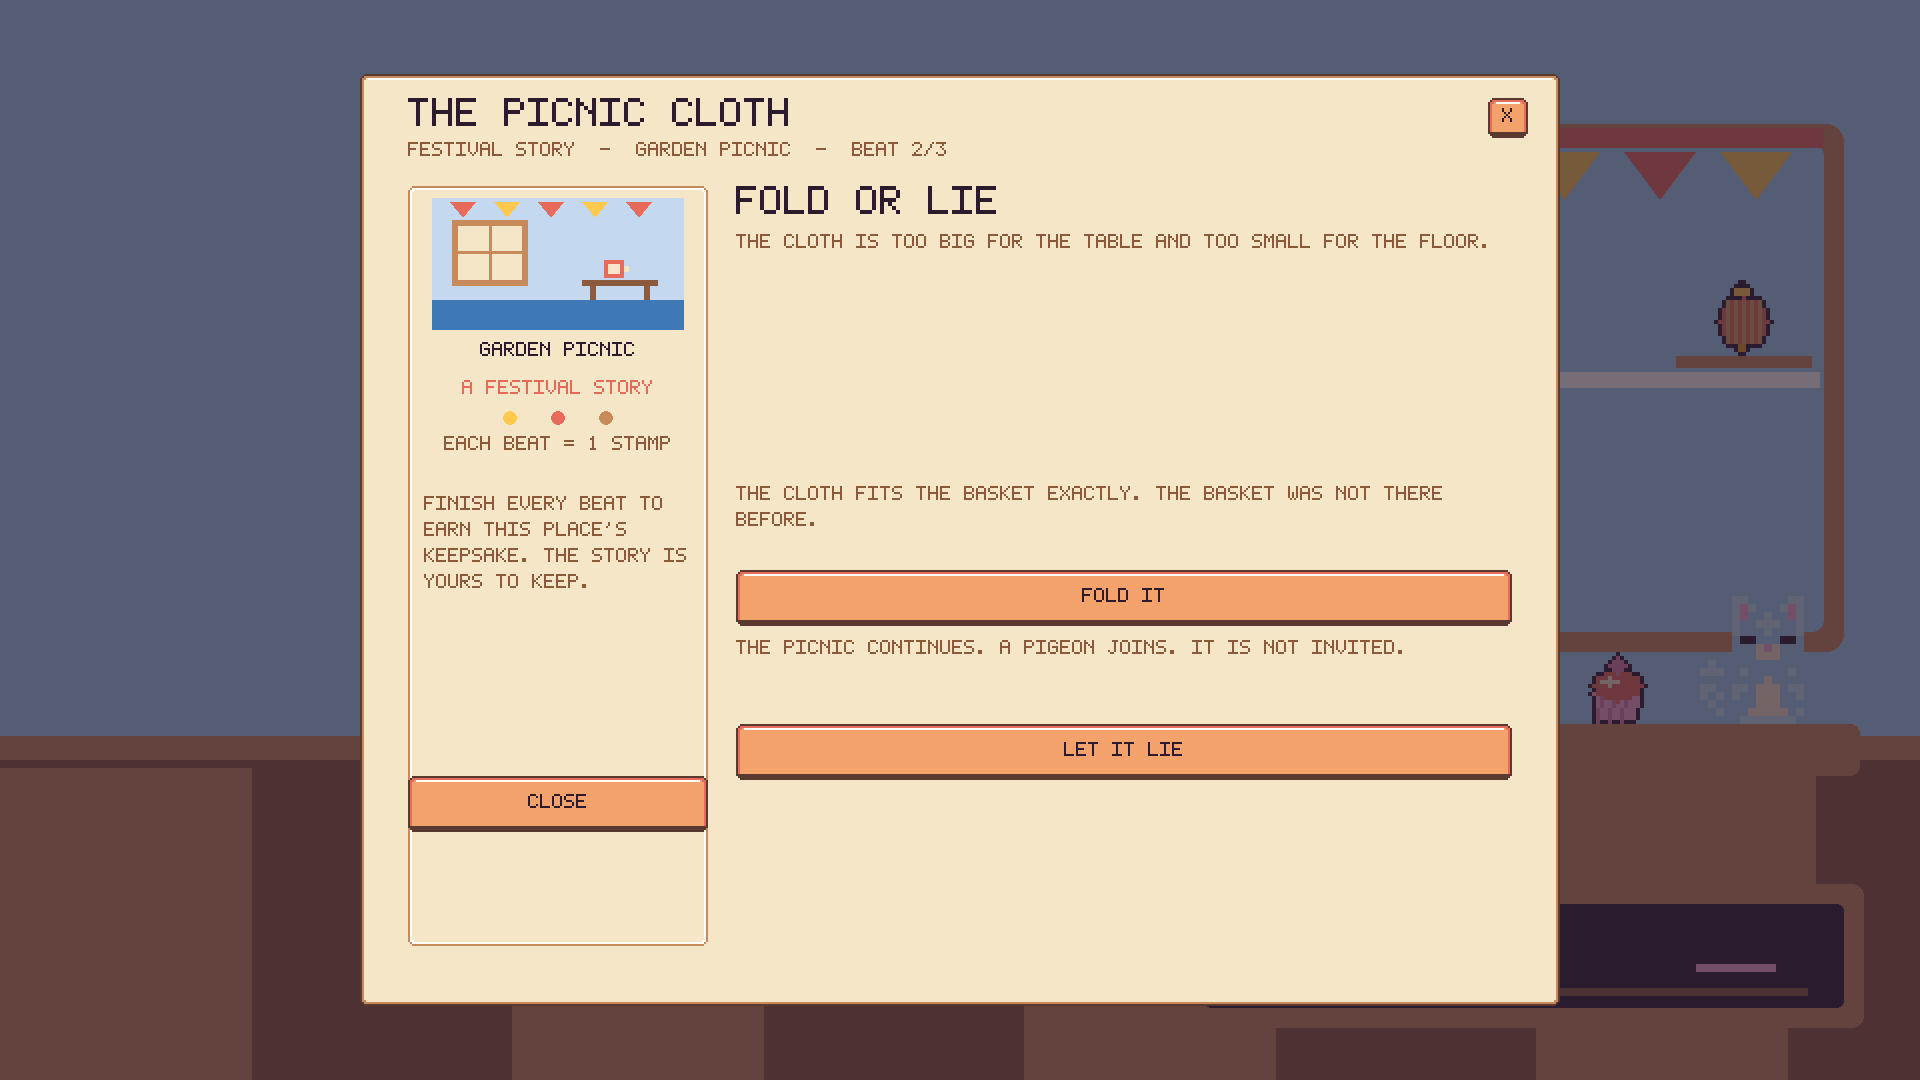 THE PICNIC CLOTH
X
FESTIVAL STORY - GARDEN PICNIC - BEAT 2/3
GARDEN PICNIC
A FESTIVAL STORY
EACH BEAT = 1 STAMP
FINISH EVERY BEAT TO
EARN THIS PLACE'S
KEEPSAKE. THE STORY IS
YOURS TO KEEP.
CLOSE
FOLD OR LIE
THE CLOTH IS TOO BIG FOR THE TABLE AND TOO SMALL FOR THE FLOOR.
THE CLOTH FITS THE BASKET EXACTLY. THE BASKET WAS NOT THERE
BEFORE.
FOLD IT
THE PICNIC CONTINUES. A PIGEON JOINS. IT IS NOT INVITED.
LET IT LIE